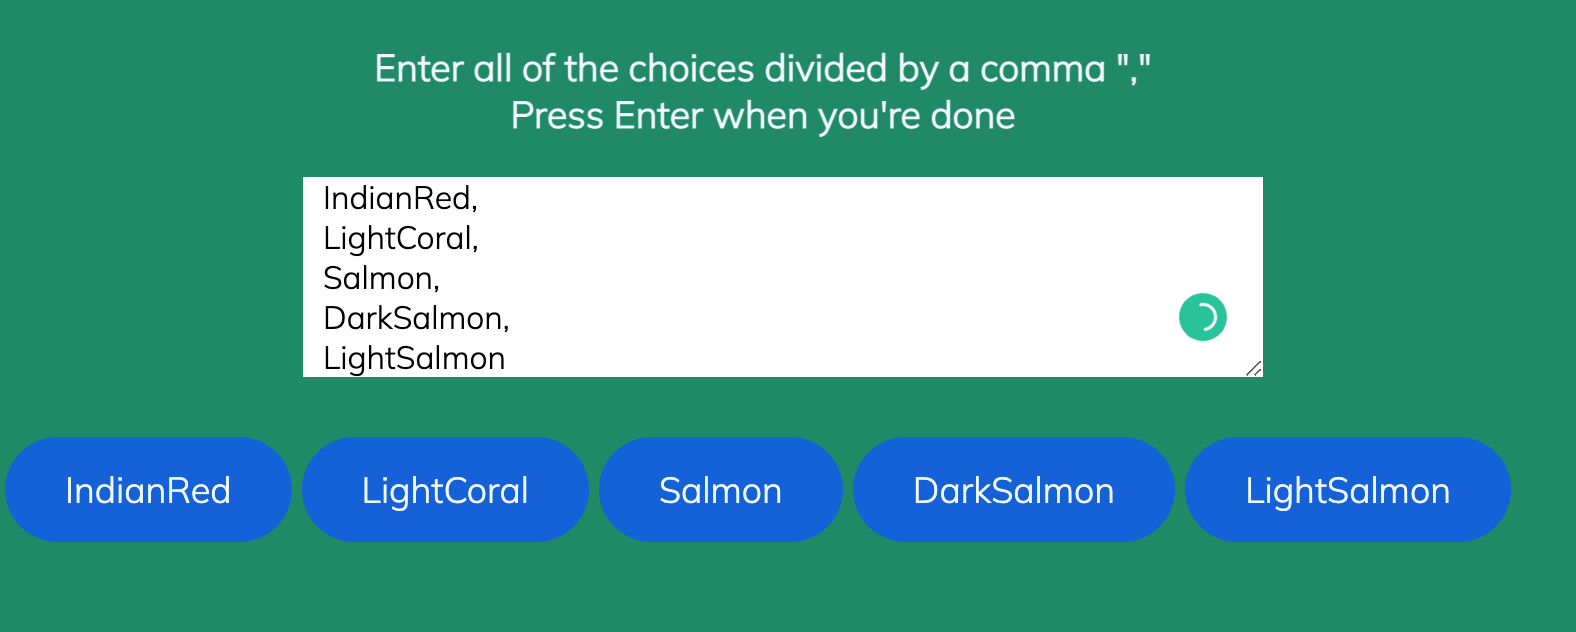 Enter all of the choices divided by a comma ","
Press Enter when you're done
IndianRed,
LightCoral,
Salmon,
DarkSalmon,
LightSalmon
IndianRed
LightCoral
Salmon
DarkSalmon
LightSalmon